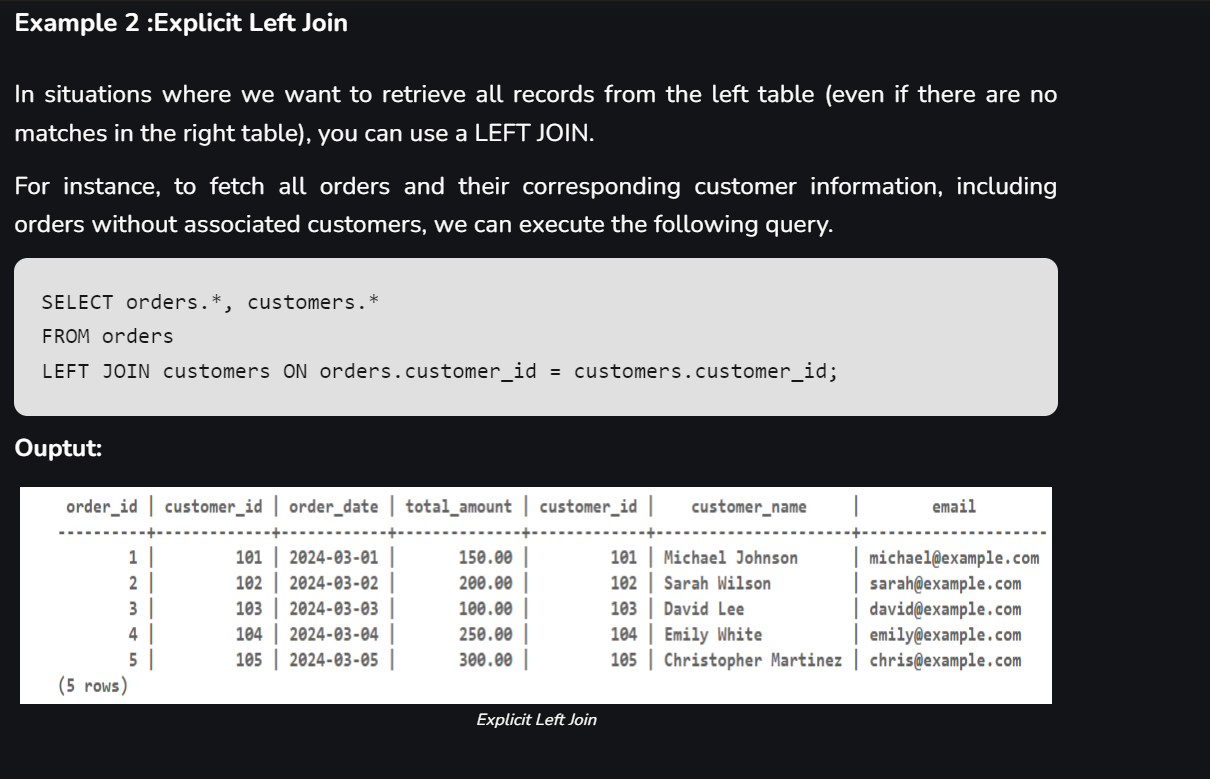 Example 2 :Explicit Left Join
In situations where we want to retrieve all records from the left table (even if there are no
matches in the right table), you can use a LEFT JOIN.
For instance, to fetch all orders and their corresponding customer information, including
orders without associated customers, we can execute the following query.
SELECT orders.*, customers.*
FROM orders
LEFT JOIN customers ON orders.customer_id = customers.customer_id;
Ouptut:
order_id | customer_id | order_date | total_amount | customer_id | customer_name | email
----------+-------------+------------+--------------+-------------+----------------------+---------------------
1 | 101 | 2024-03-01 | 150.00 | 101 | Michael Johnson | michael@example.com
2 | 102 | 2024-03-02 | 200.00 | 102 | Sarah Wilson | sarah@example.com
3 | 103 | 2024-03-03 | 100.00 | 103 | David Lee | david@example.com
4 | 104 | 2024-03-04 | 250.00 | 104 | Emily White | emily@example.com
5 | 105 | 2024-03-05 | 300.00 | 105 | Christopher Martinez | chris@example.com
(5 rows)
Explicit Left Join